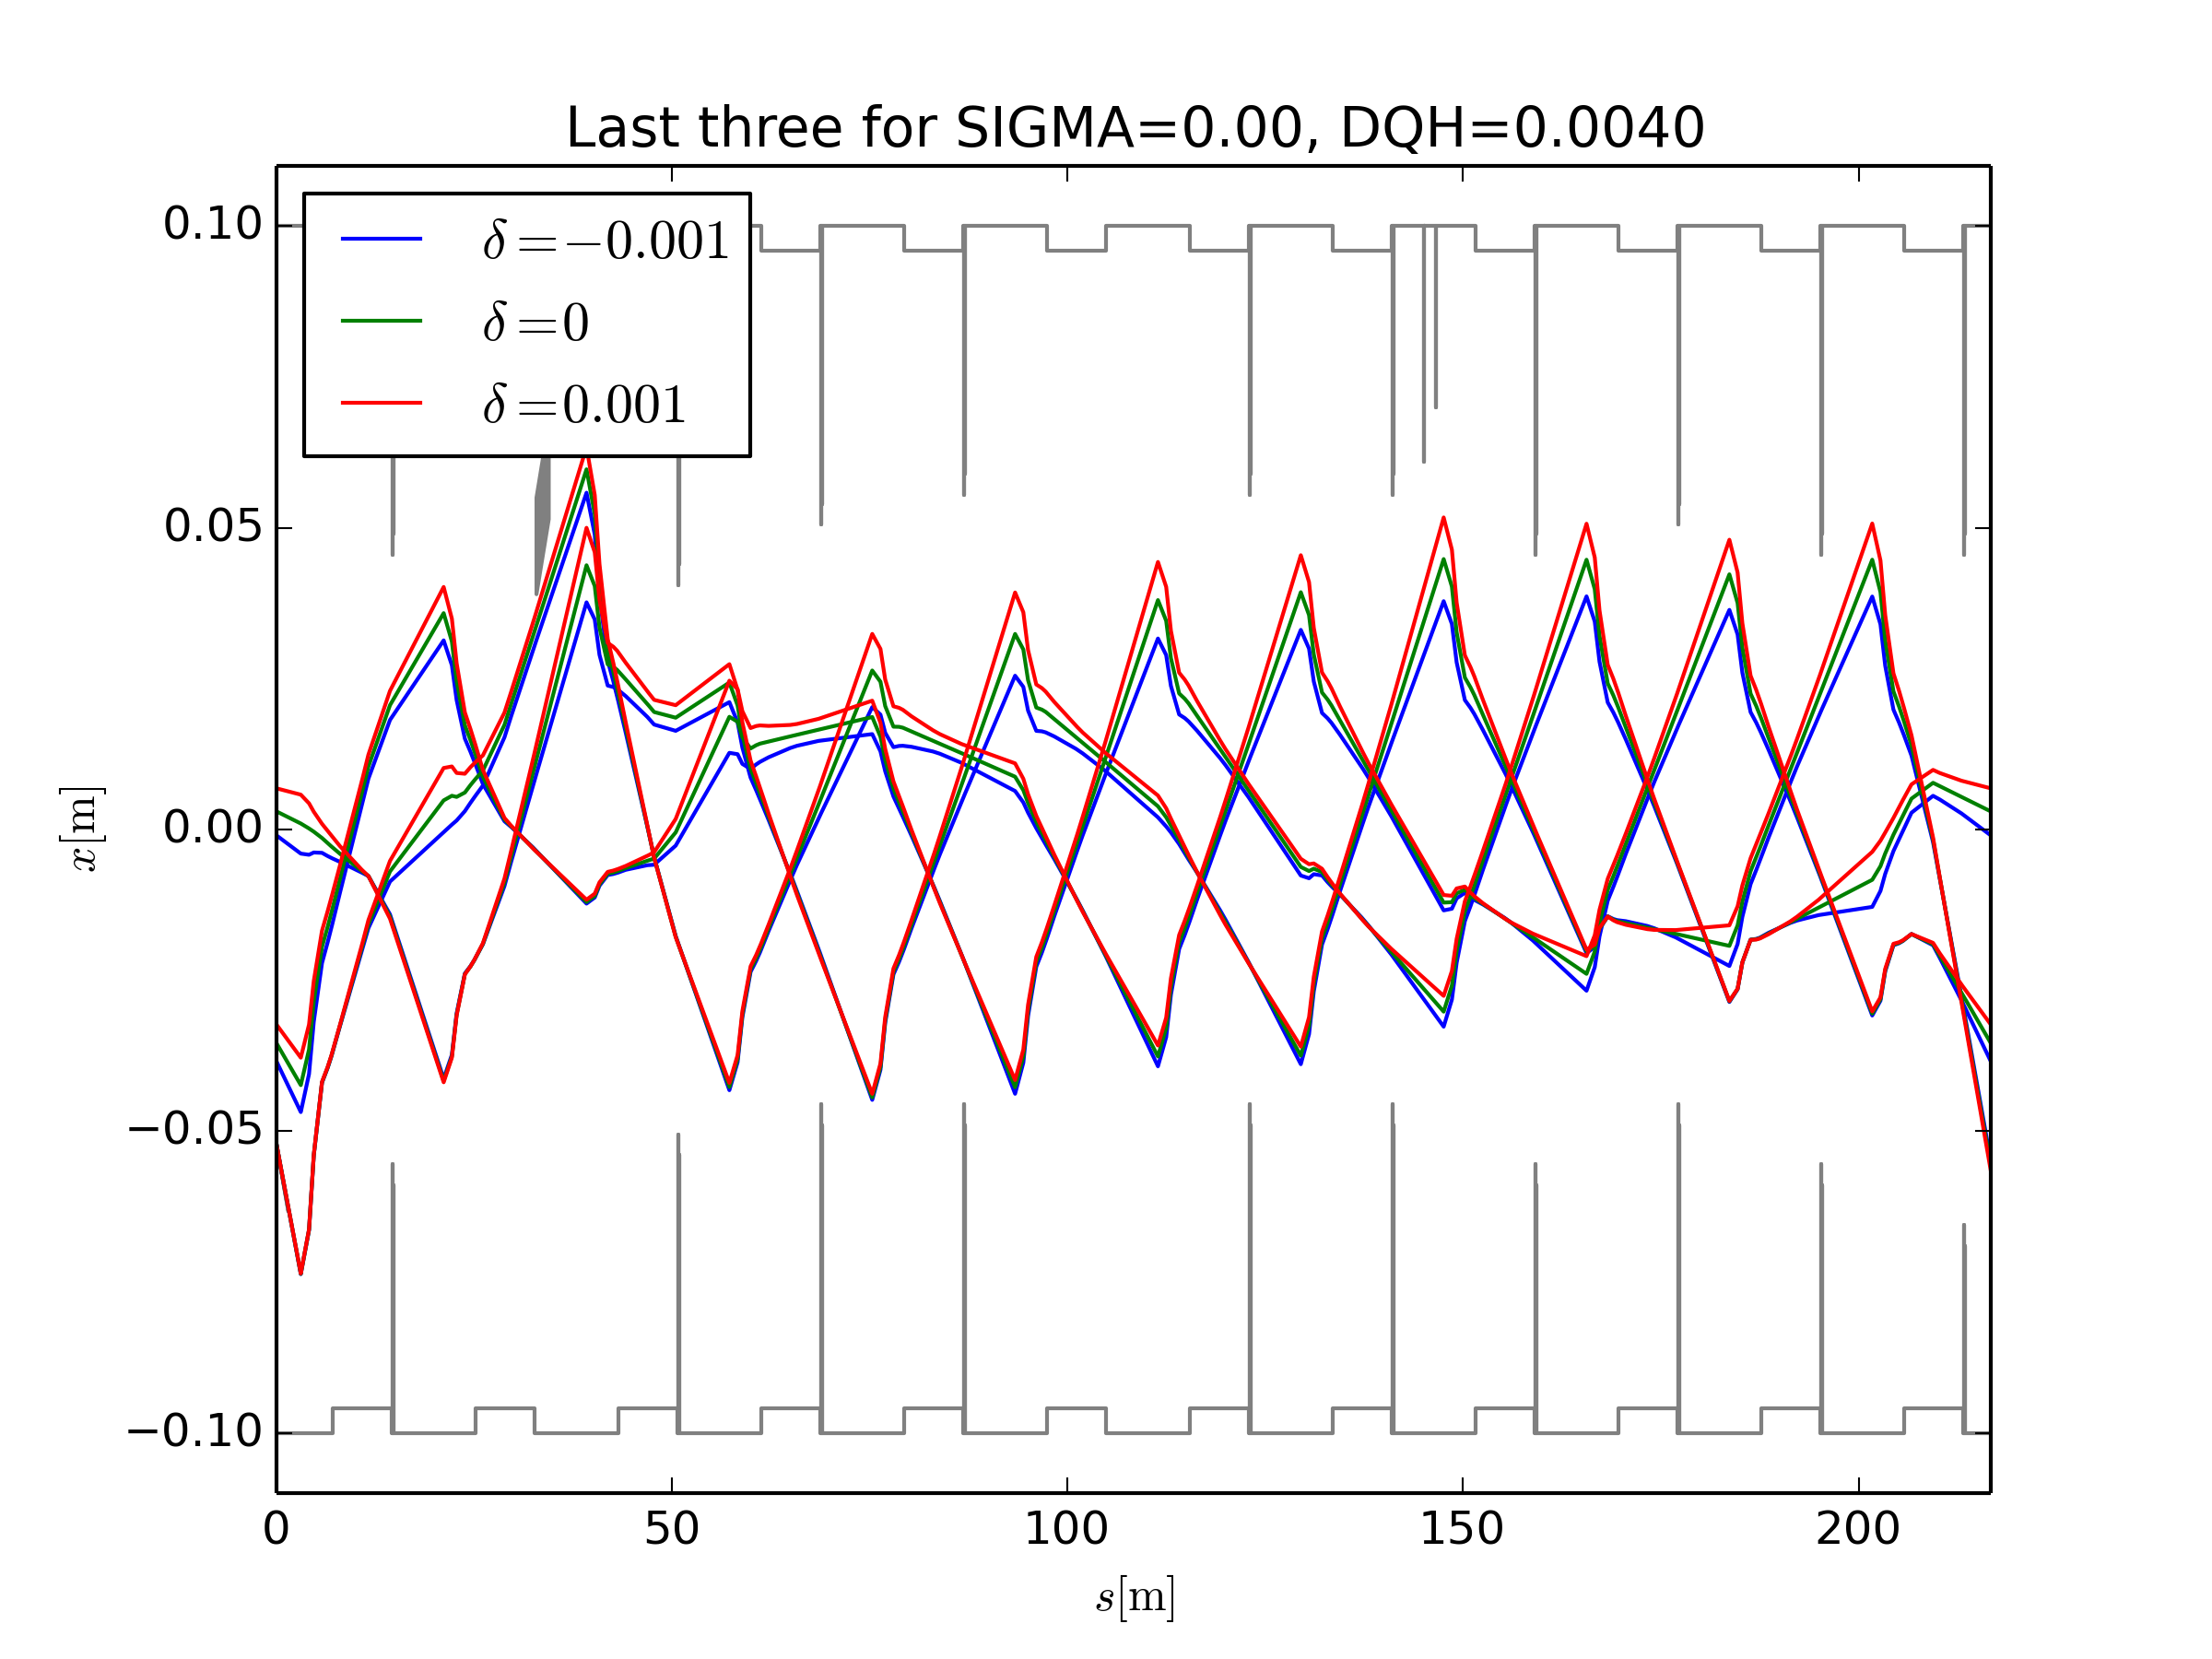 Last three for SIGMA=0.00, DQH=0.0040
δ=−0.001
δ=0
δ=0.001
0.10
0.05
0.00
−0.05
−0.10
x[m]
0 50 100 150 200
s[m]